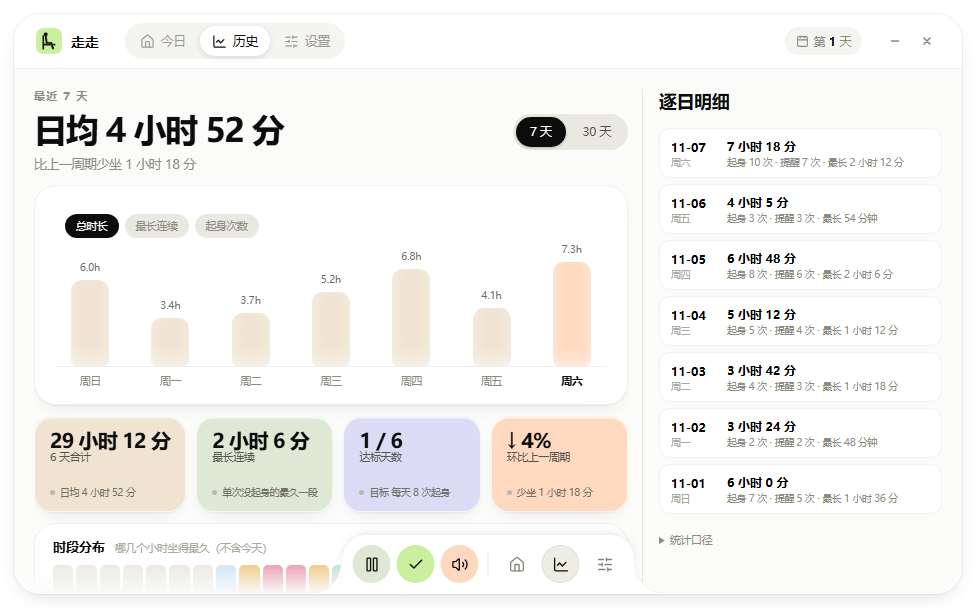 走走
今日
历史
设置
第 1 天
最近 7 天
日均 4 小时 52 分
比上一周期少坐 1 小时 18 分
7 天
30 天
总时长
最长连续
起身次数
6.0h
3.4h
3.7h
5.2h
6.8h
4.1h
7.3h
周日
周一
周二
周三
周四
周五
周六
29 小时 12 分
6 天合计
日均 4 小时 52 分
2 小时 6 分
最长连续
单次没起身的最久一段
1 / 6
达标天数
目标 每天 8 次起身
↓ 4%
环比上一周期
少坐 1 小时 18 分
时段分布 哪几个小时坐得最久（不含今天）
逐日明细
11-07 7 小时 18 分
周六 起身 10 次 · 提醒 7 次 · 最长 2 小时 12 分
11-06 4 小时 5 分
周五 起身 3 次 · 提醒 3 次 · 最长 54 分钟
11-05 6 小时 48 分
周四 起身 8 次 · 提醒 6 次 · 最长 2 小时 6 分
11-04 5 小时 12 分
周三 起身 5 次 · 提醒 4 次 · 最长 1 小时 12 分
11-03 3 小时 42 分
周二 起身 4 次 · 提醒 3 次 · 最长 1 小时 18 分
11-02 3 小时 24 分
周一 起身 2 次 · 提醒 2 次 · 最长 48 分钟
11-01 6 小时 0 分
周日 起身 7 次 · 提醒 5 次 · 最长 1 小时 36 分
统计口径